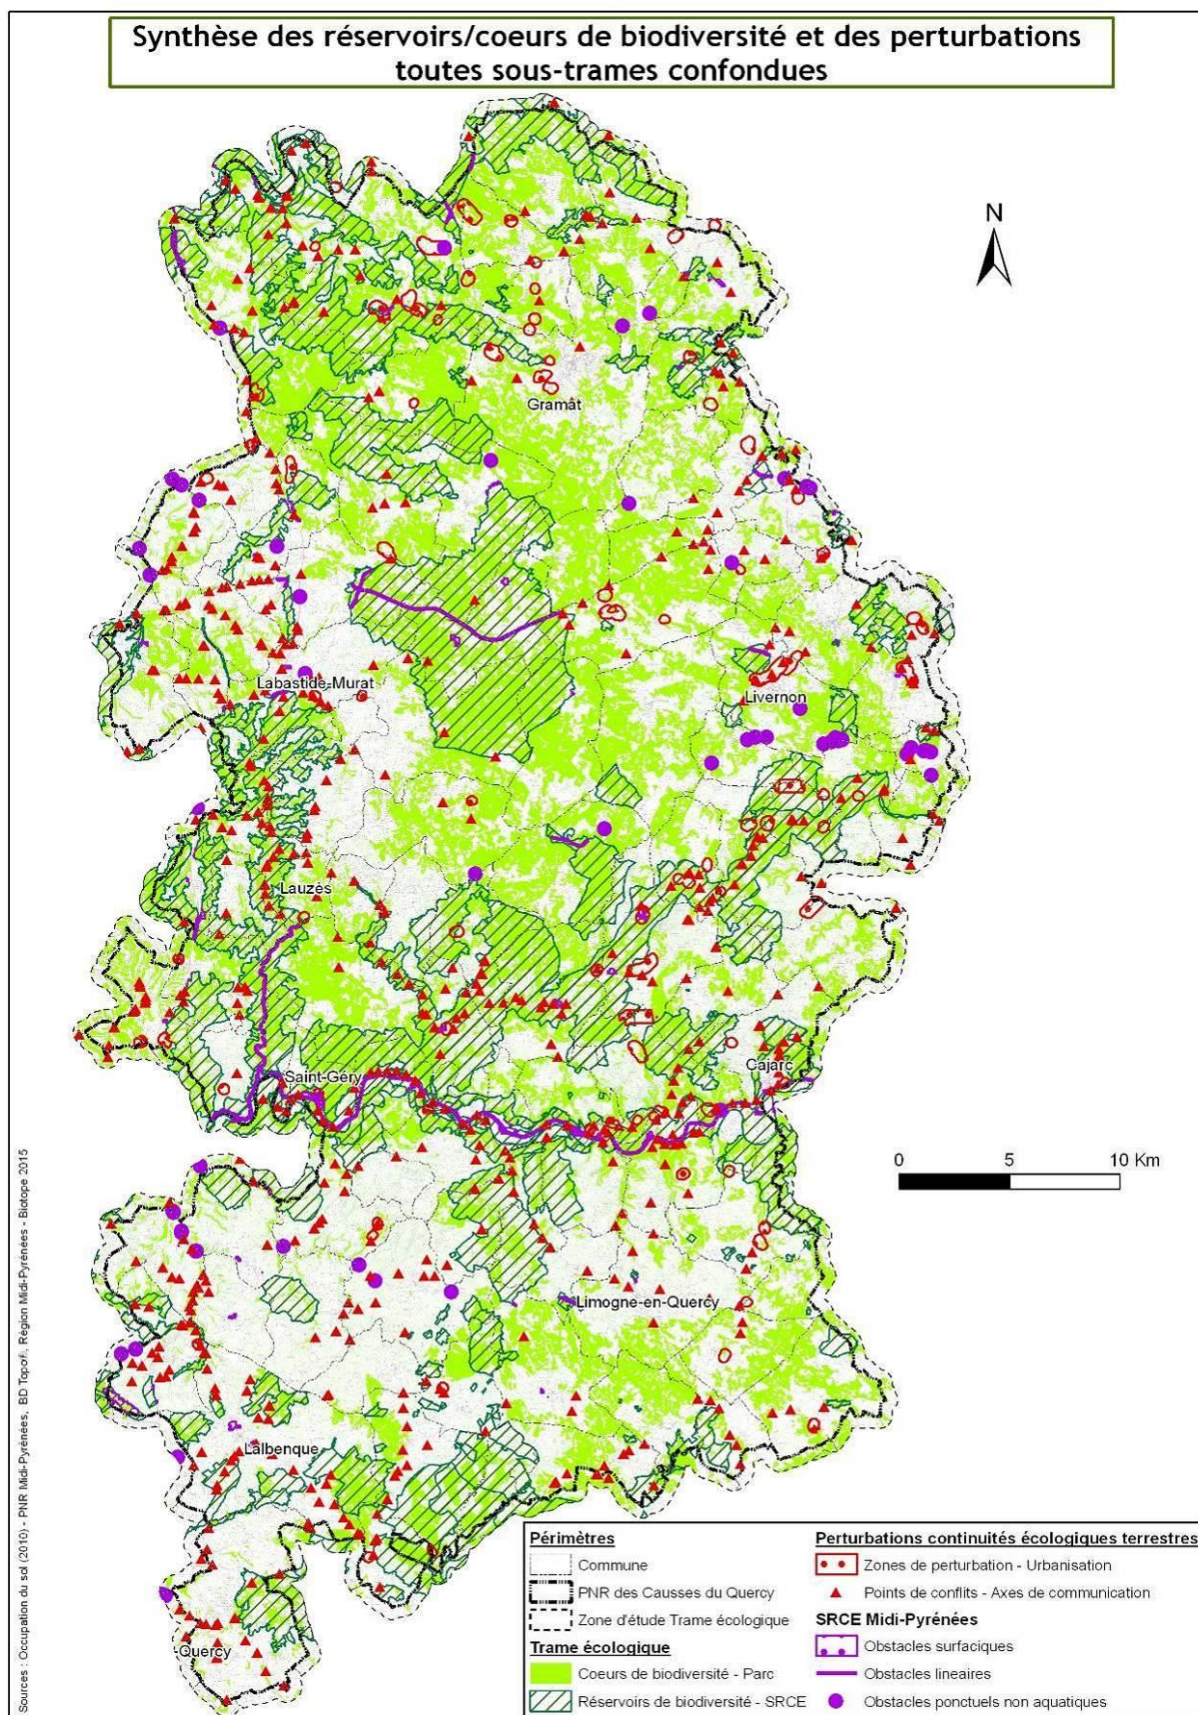 Synthèse des réservoirs/coeurs de biodiversité et des perturbations
toutes sous-trames confondues
N
Gramat
Labastide-Murat
Livernon
Lauzès
Saint-Géry
Cajarc
0 5 10 Km
Limogne-en-Quercy
Lalbenque
-Quercy
Sources : Occupation du sol (2010) - PNR Midi-Pyrénées, BD Topo©, Région Midi-Pyrénées - Biotope 2015
Périmètres
Commune
PNR des Causses du Quercy
Zone d'étude Trame écologique
Trame écologique
Coeurs de biodiversité - Parc
Réservoirs de biodiversité - SRCE
Perturbations continuités écologiques terrestres
Zones de perturbation - Urbanisation
Points de conflits - Axes de communication
SRCE Midi-Pyrénées
Obstacles surfaciques
Obstacles lineaires
Obstacles ponctuels non aquatiques